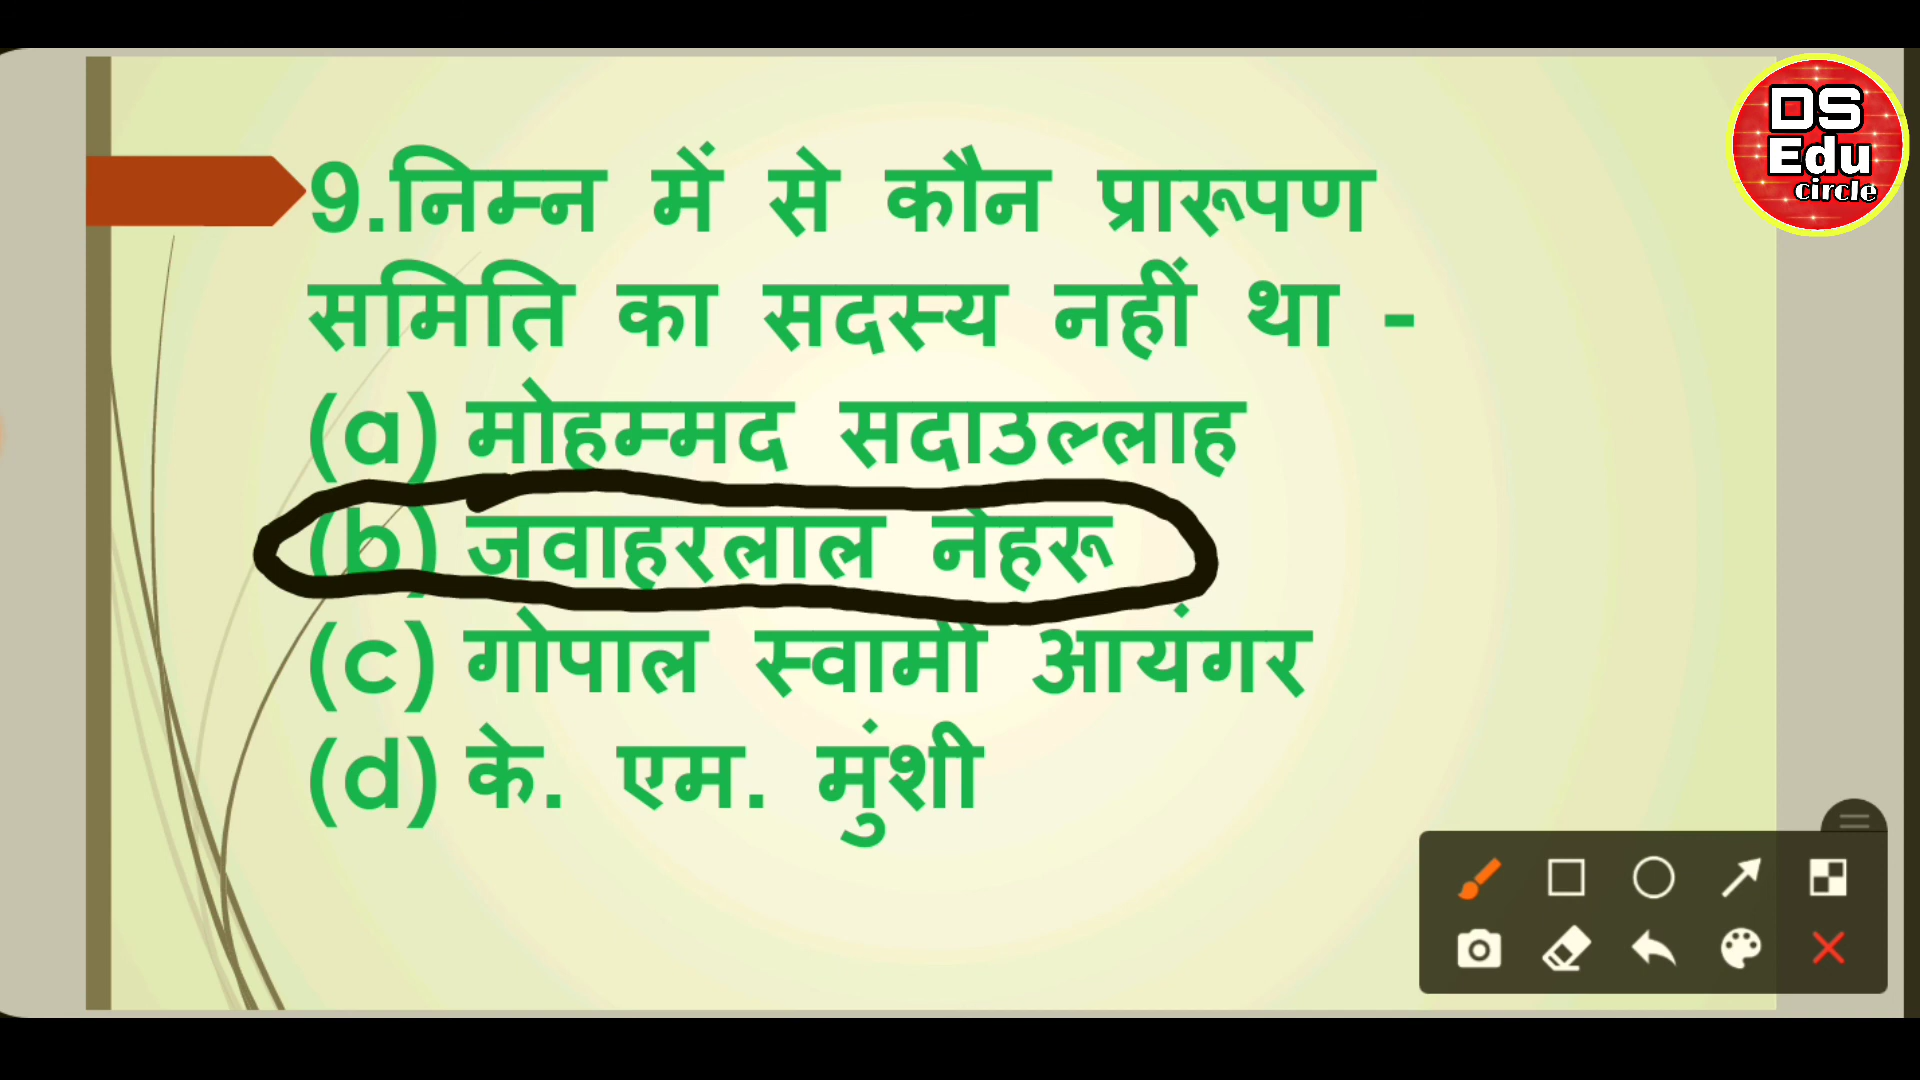 DS
Edu
circle
9.निम्न में से कौन प्रारूपण
समिति का सदस्य नहीं था -
(a) मोहम्मद सदाउल्लाह
(b) जवाहरलाल नेहरू
(c) गोपाल स्वामी आयंगर
(d) के. एम. मुंशी